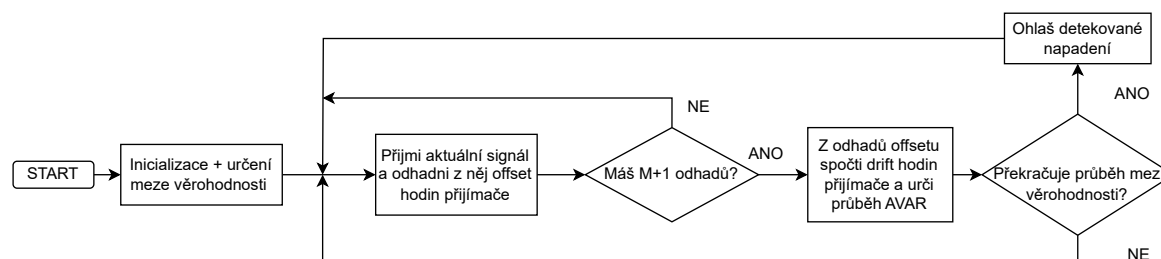 START
Inicializace + určení
meze věrohodnosti
Přijmi aktuální signál
a odhadni z něj offset
hodin přijímače
Máš M+1 odhadů?
NE
ANO
Z odhadů offsetu
spočti drift hodin
přijímače a urči
průběh AVAR
Překračuje průběh mez
věrohodnosti?
ANO
Ohlaš detekované
napadení
NE